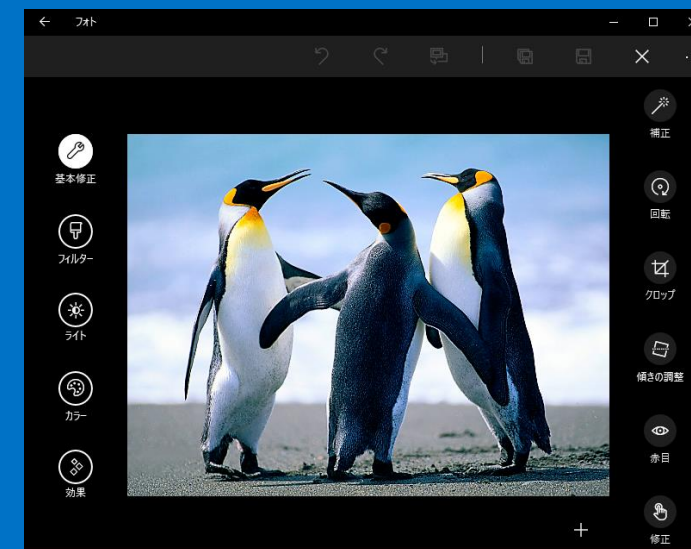 フォト
基本修正
フィルター
ライト
カラー
効果
補正
回転
クロップ
傾きの調整
赤目
修正